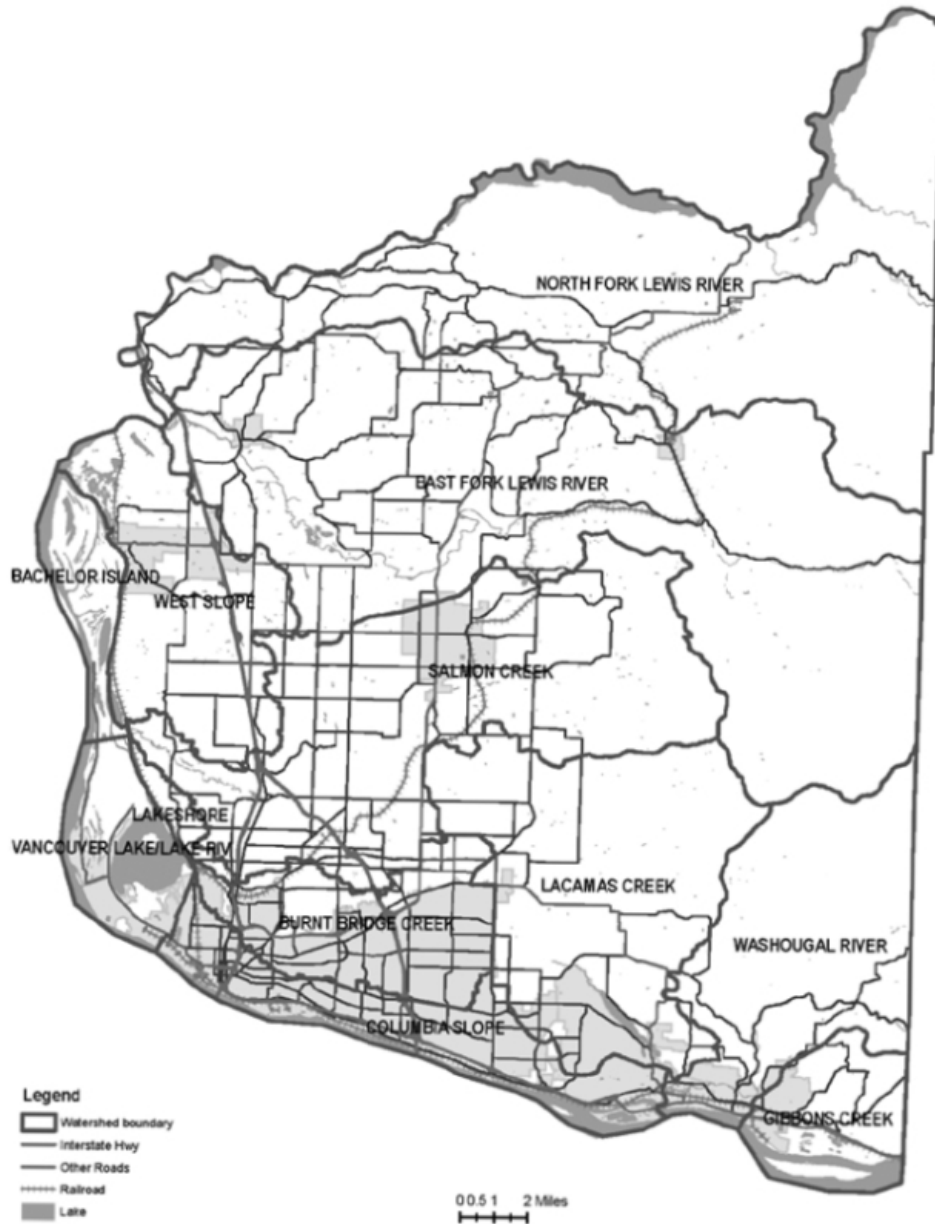 NORTH FORK LEWIS RIVER
EAST FORK LEWIS RIVER
BACHELOR ISLAND
WEST SLOPE
SALMON CREEK
LAKESHORE
VANCOUVER LAKE/LAKE RIV
LACAMAS CREEK
BURNT BRIDGE CREEK
WASHOUGAL RIVER
COLUMBIA SLOPE
GIBBONS CREEK
Legend
Watershed boundary
Interstate Hwy
Other Roads
Railroad
Lake
0 0.5 1 2 Miles